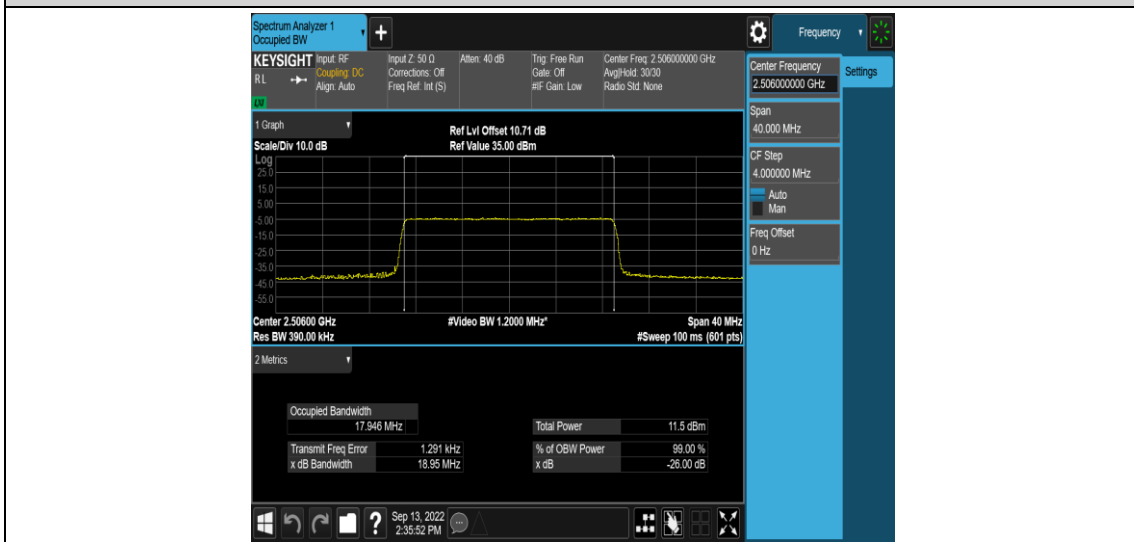 Spectrum Analyzer 1
Occupied BW
Frequency
KEYSIGHT
RL
Input: RF
Coupling: DC
Align: Auto
Input Z: 50 Ω
Corrections: Off
Freq Ref: Int (S)
Atten: 40 dB
Trig: Free Run
Gate: Off
#IF Gain: Low
Center Freq: 2.506000000 GHz
Avg|Hold: 30/30
Radio Std: None
Center Frequency
2.506000000 GHz
Settings
Span
40.000 MHz
CF Step
4.000000 MHz
Auto
Man
Freq Offset
0 Hz
1 Graph
Scale/Div 10.0 dB
Ref Lvl Offset 10.71 dB
Ref Value 35.00 dBm
Log
25.0
15.0
5.00
-5.00
-15.0
-25.0
-35.0
-45.0
-55.0
Center 2.50600 GHz
Res BW 390.00 kHz
#Video BW 1.2000 MHz*
Span 40 MHz
#Sweep 100 ms (601 pts)
2 Metrics
Occupied Bandwidth
17.946 MHz
Transmit Freq Error 1.291 kHz
x dB Bandwidth 18.95 MHz
Total Power 11.5 dBm
% of OBW Power 99.00 %
x dB -26.00 dB
?
Sep 13, 2022
2:35:52 PM